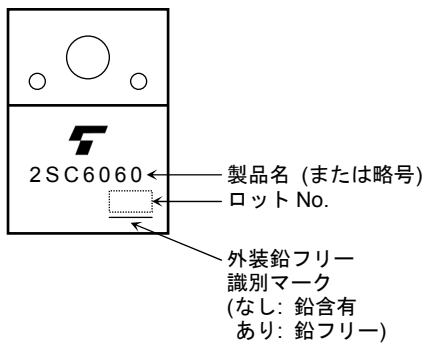 2SC6060
製品名 (または略号)
ロット No.
外装鉛フリー
識別マーク
(なし: 鉛含有
あり: 鉛フリー)